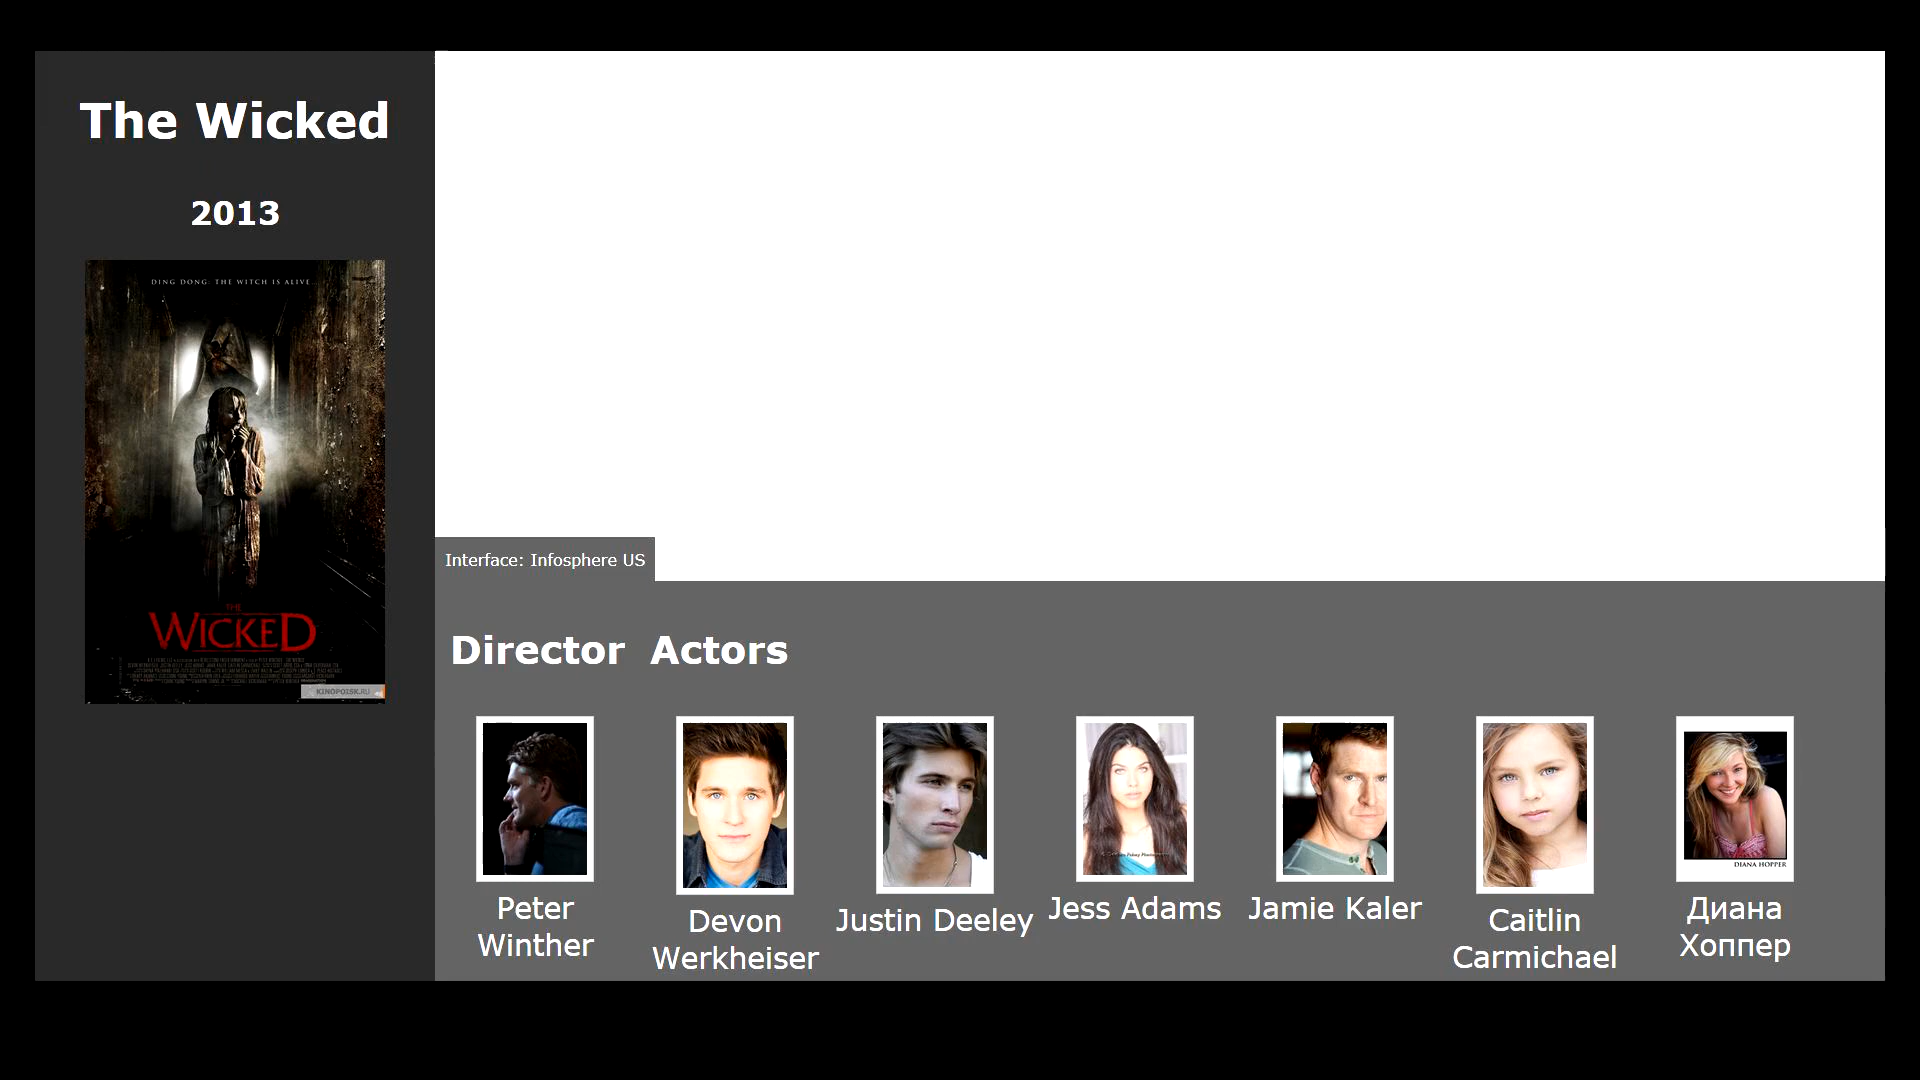 The Wicked
2013
DING DONG: THE WITCH IS ALIVE
THE
WICKED
KINOPOISK.RU
Interface: Infosphere US
Director Actors
DIANA HOPPER
Peter
Winther
Devon
Werkheiser
Justin Deeley
Jess Adams
Jamie Kaler
Caitlin
Carmichael
Диана
Хоппер